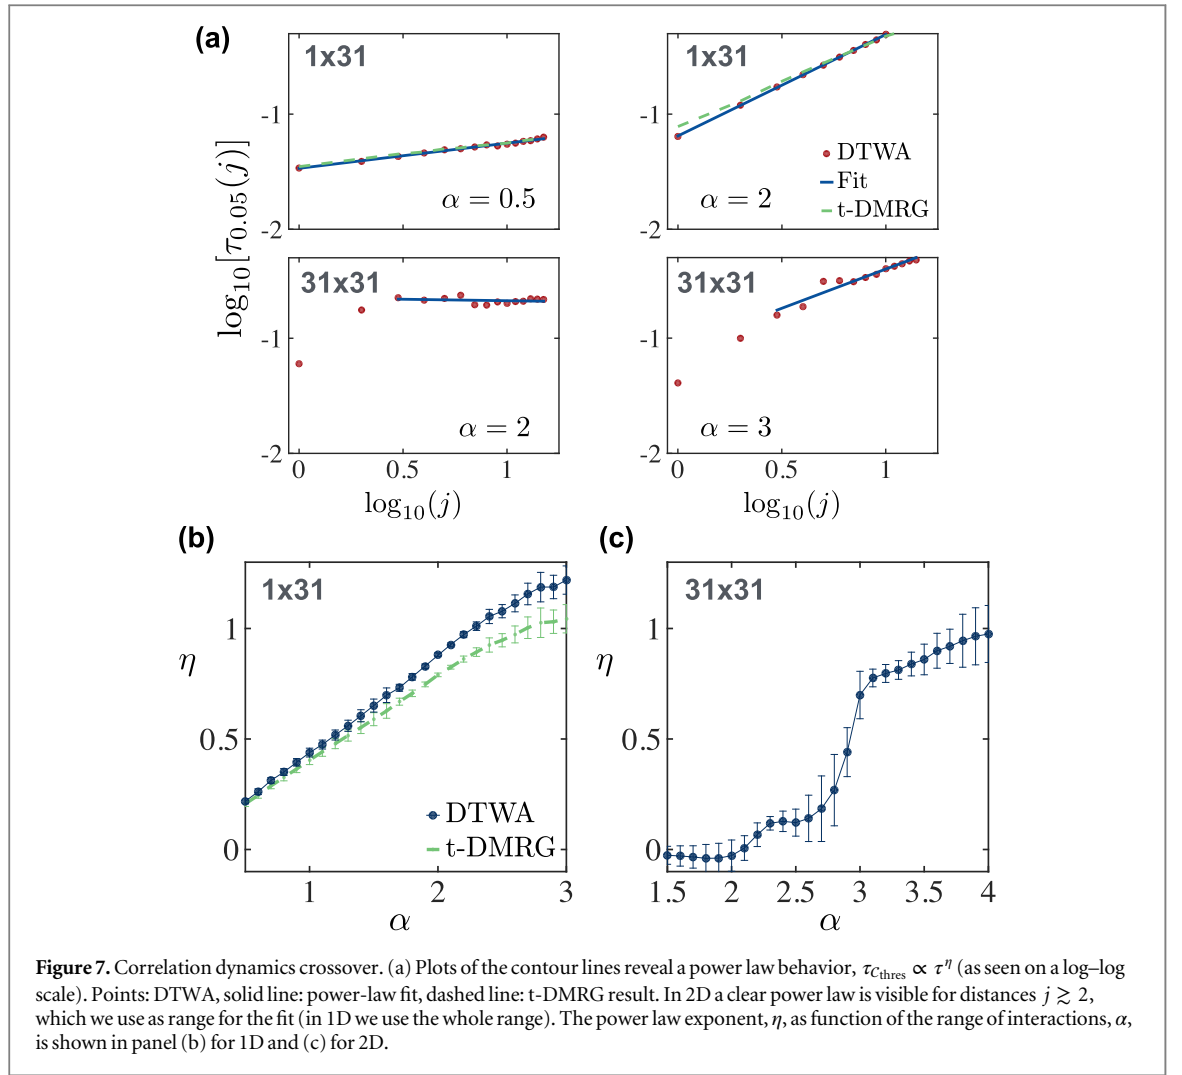 (a)
1x31
1x31
-1
-1
α = 0.5
DTWA
Fit
α = 2
t-DMRG
-2
-2
log₁₀[τ₀.₀₅(j)]
31x31
31x31
-1
-1
α = 2
α = 3
-2
-2
0 0.5 1
0 0.5 1
log₁₀(j)
log₁₀(j)
(b)
(c)
1x31
31x31
1
1
η
η
0.5
0.5
DTWA
t-DMRG
0
0
1 2 3
1.5 2 2.5 3 3.5 4
α
α
Figure 7. Correlation dynamics crossover. (a) Plots of the contour lines reveal a power law behavior, τ_{C_thres} ∝ τ^η (as seen on a log–log
scale). Points: DTWA, solid line: power-law fit, dashed line: t-DMRG result. In 2D a clear power law is visible for distances j ≳ 2,
which we use as range for the fit (in 1D we use the whole range). The power law exponent, η, as function of the range of interactions, α,
is shown in panel (b) for 1D and (c) for 2D.